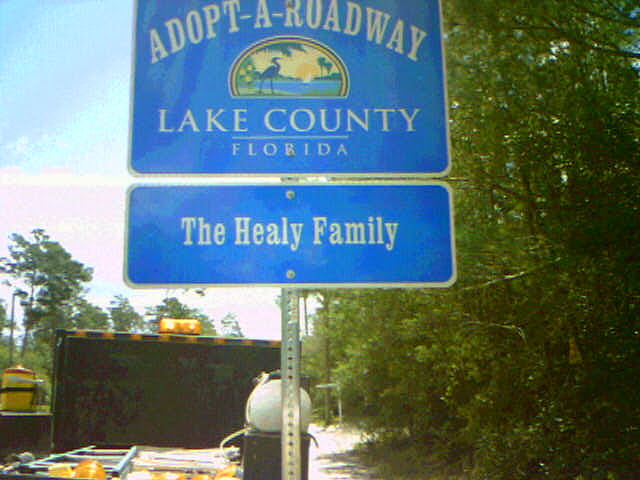 ADOPT-A-ROADWAY
LAKE COUNTY
FLORIDA
The Healy Family